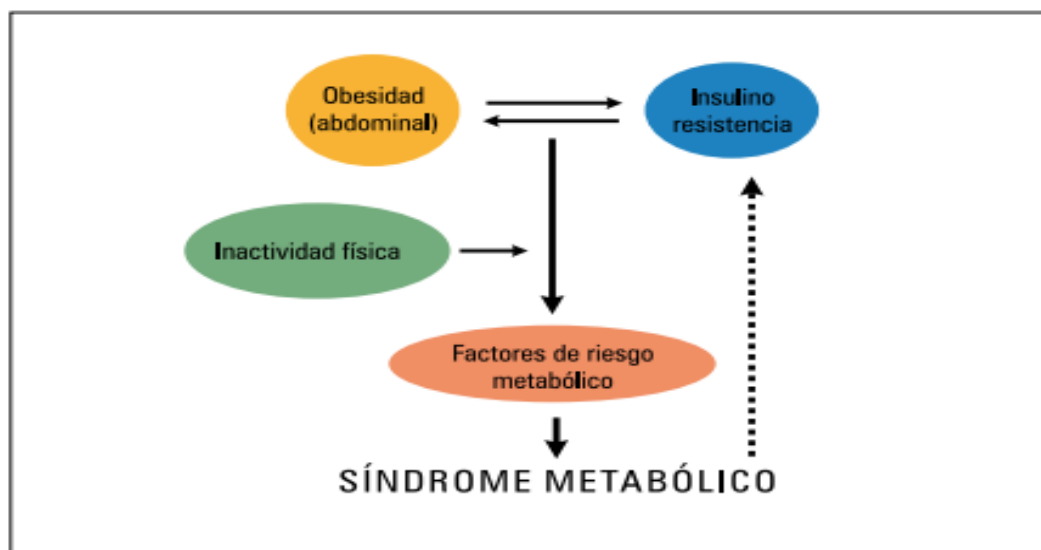 Obesidad
(abdominal)
Insulino
resistencia
Inactividad física
Factores de riesgo
metabólico
SÍNDROME METABÓLICO